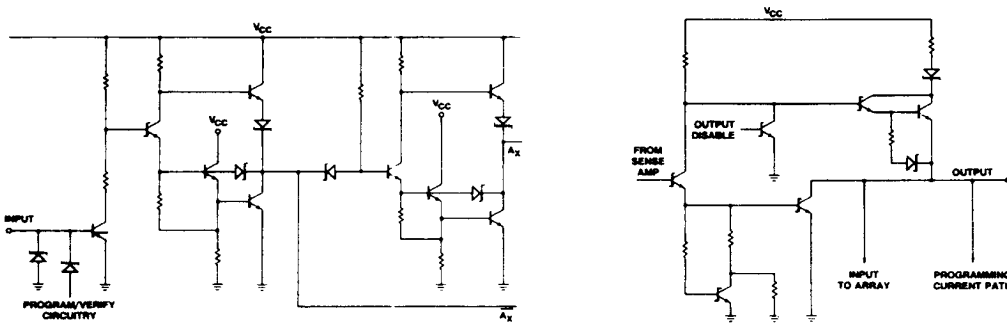 VCC
VCC
VCC
AX
INPUT
PROGRAM/VERIFY
CIRCUITRY
AX
VCC
OUTPUT
DISABLE
FROM
SENSE
AMP
OUTPUT
INPUT
TO ARRAY
PROGRAMMING
CURRENT PATH